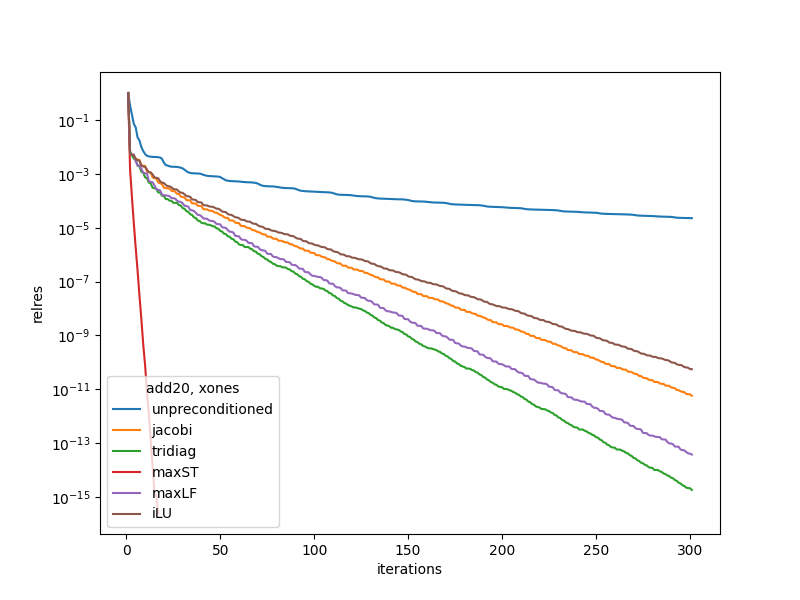 10⁻¹
10⁻³
10⁻⁵
10⁻⁷
10⁻⁹
10⁻¹¹
10⁻¹³
10⁻¹⁵
relres
add20, xones
unpreconditioned
jacobi
tridiag
maxST
maxLF
iLU
0 50 100 150 200 250 300
iterations